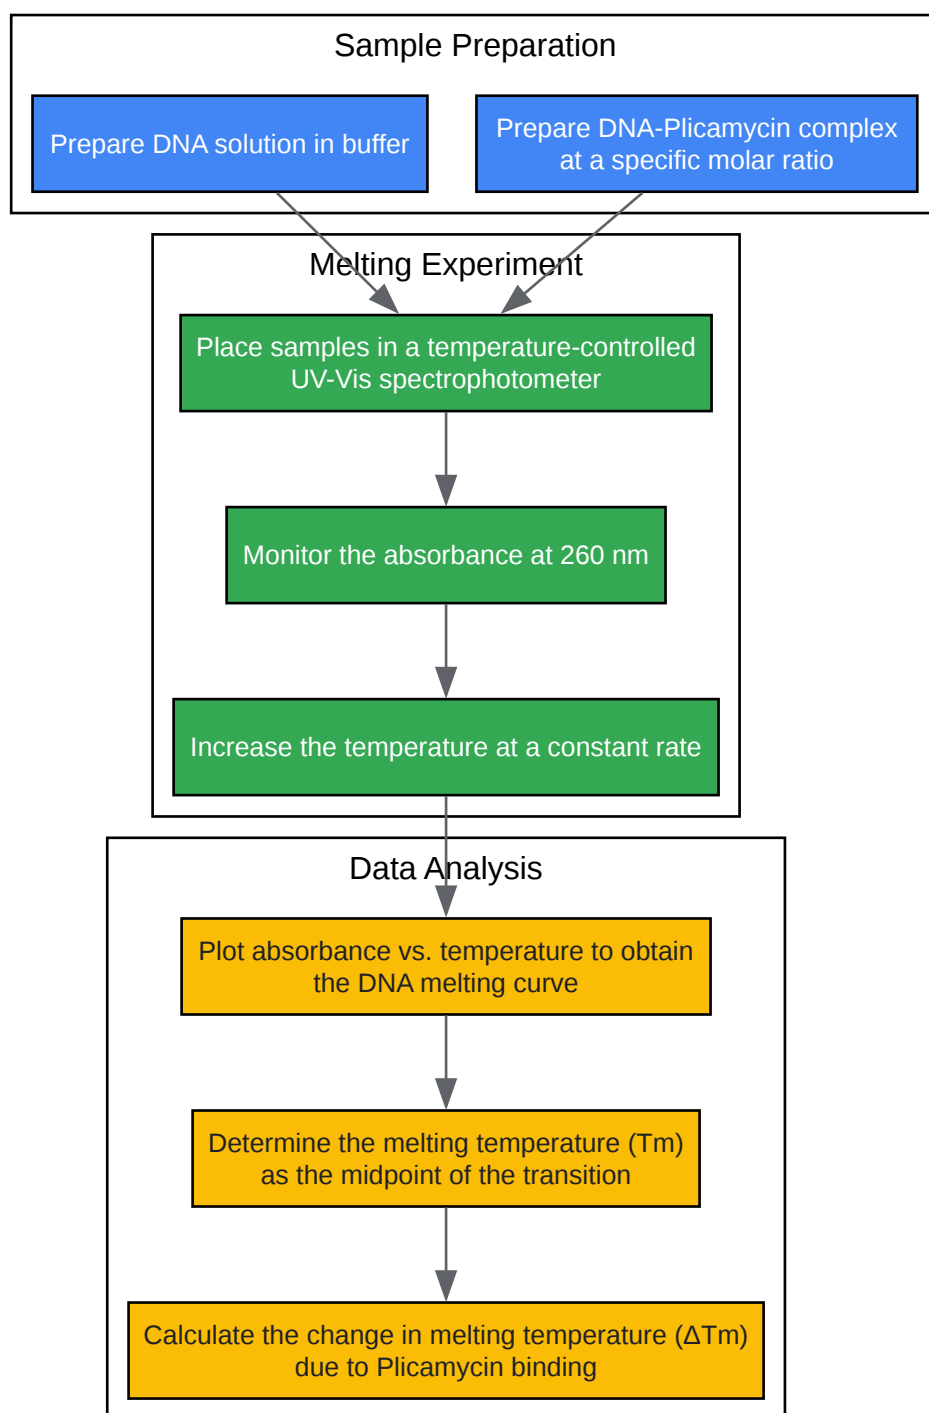 Sample Preparation
Prepare DNA solution in buffer
Prepare DNA-Plicamycin complex
at a specific molar ratio
Melting Experiment
Place samples in a temperature-controlled
UV-Vis spectrophotometer
Monitor the absorbance at 260 nm
Increase the temperature at a constant rate
Data Analysis
Plot absorbance vs. temperature to obtain
the DNA melting curve
Determine the melting temperature (Tm)
as the midpoint of the transition
Calculate the change in melting temperature (ΔTm)
due to Plicamycin binding